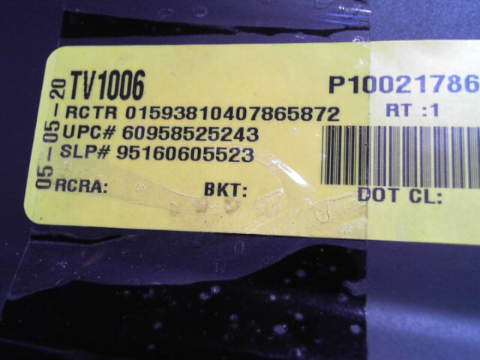 05-05-20
TV1006
P10021786
RCTR 01593810407865872
RT :1
UPC# 60958525243
SLP# 95160605523
RCRA:
BKT:
DOT CL: